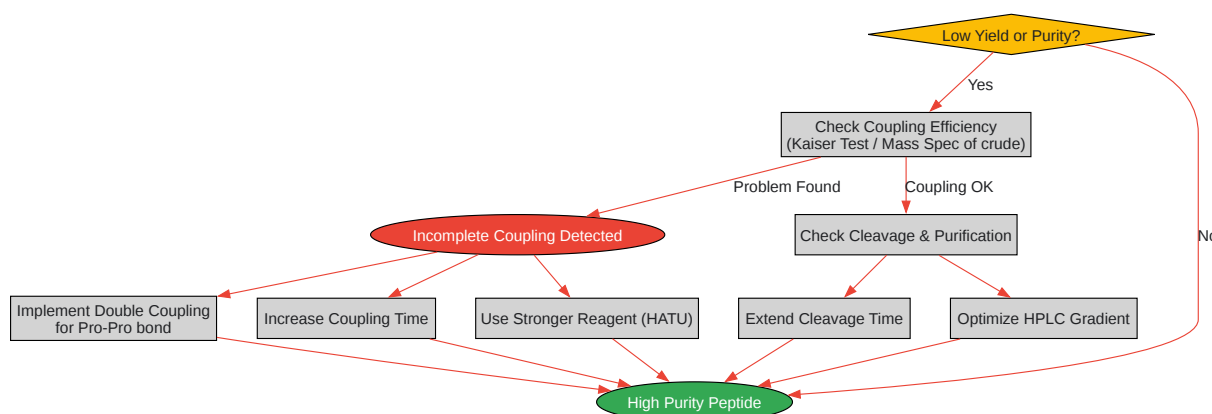 Low Yield or Purity?
Yes
Check Coupling Efficiency
(Kaiser Test / Mass Spec of crude)
Problem Found
Coupling OK
Incomplete Coupling Detected
Check Cleavage & Purification
No
Implement Double Coupling
for Pro-Pro bond
Increase Coupling Time
Use Stronger Reagent (HATU)
Extend Cleavage Time
Optimize HPLC Gradient
High Purity Peptide